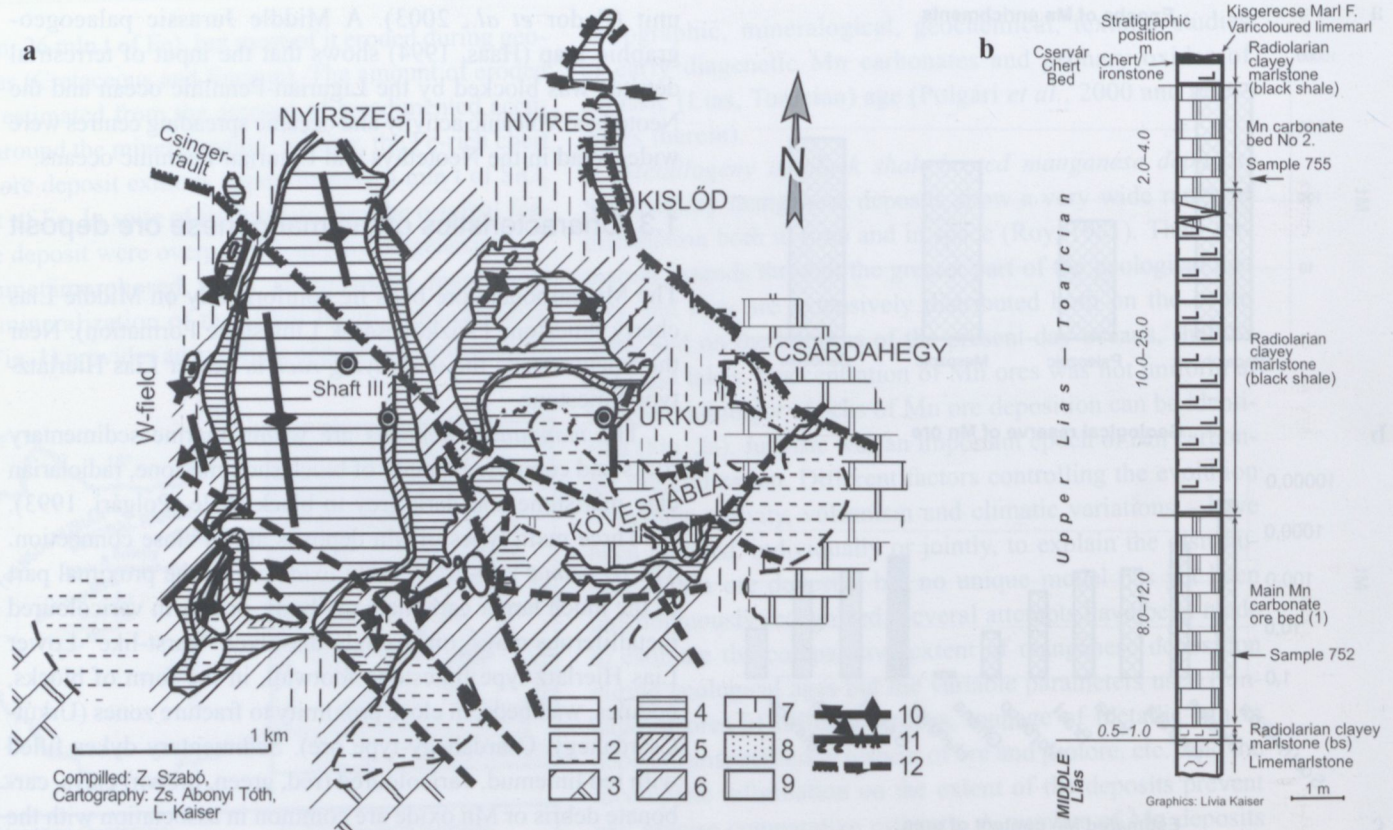 a
Csinger-
fault
NYÍRSZEG
NYÍRES
N
KISLŐD
W-field
Shaft III
CSÁRDAHEGY
ÚRKÚT
KÖVESTÁBLA
1 km
Compilled: Z. Szabó,
Cartography: Zs. Abonyi Tóth,
L. Kaiser
1
2
3
4
5
6
7
8
9
10
11
12
b
Stratigraphic
position
m
Kisgerecse Marl F.
Varicoloured limemarl
Cservár
Chert
Bed
Chert/
ironstone
Radiolarian
clayey
marlstone
(black shale)
2.0–4.0
Mn carbonate
bed No 2.
Sample 755
10.0–25.0
Radiolarian
clayey
marlstone
(black shale)
Upper Lias
8.0–12.0
Main Mn
carbonate
ore bed (1)
Sample 752
0.5–1.0
Radiolarian clayey
marlstone (bs)
Limemarlstone
MIDDLE
Lias
Graphics: Lívia Kaiser
1 m